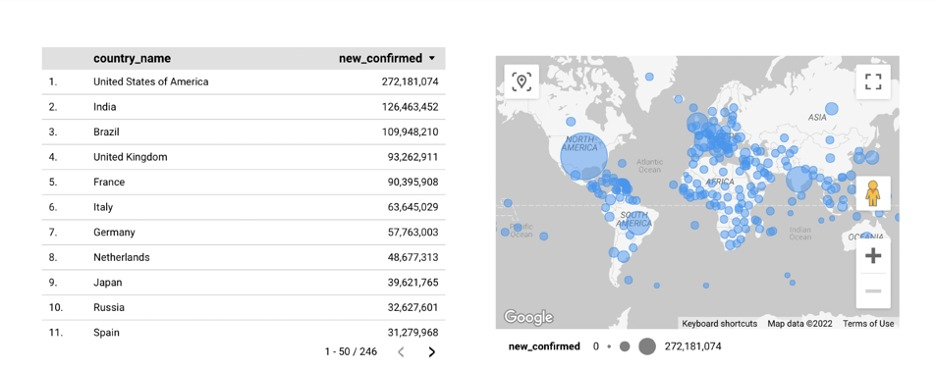 country_name new_confirmed
1. United States of America 272,181,074
2. India 126,463,452
3. Brazil 109,948,210
4. United Kingdom 93,262,911
5. France 90,395,908
6. Italy 63,645,029
7. Germany 57,763,003
8. Netherlands 48,677,313
9. Japan 39,621,765
10. Russia 32,627,601
11. Spain 31,279,968
1 - 50 / 246
ASIA
NORTH
AMERICA
Atlantic
Ocean
AFRICA
SOUTH
AMERICA
Pacific
Ocean
Indian
Ocean
OCEANIA
Google
Keyboard shortcuts Map data ©2022 Terms of Use
new_confirmed 0 272,181,074